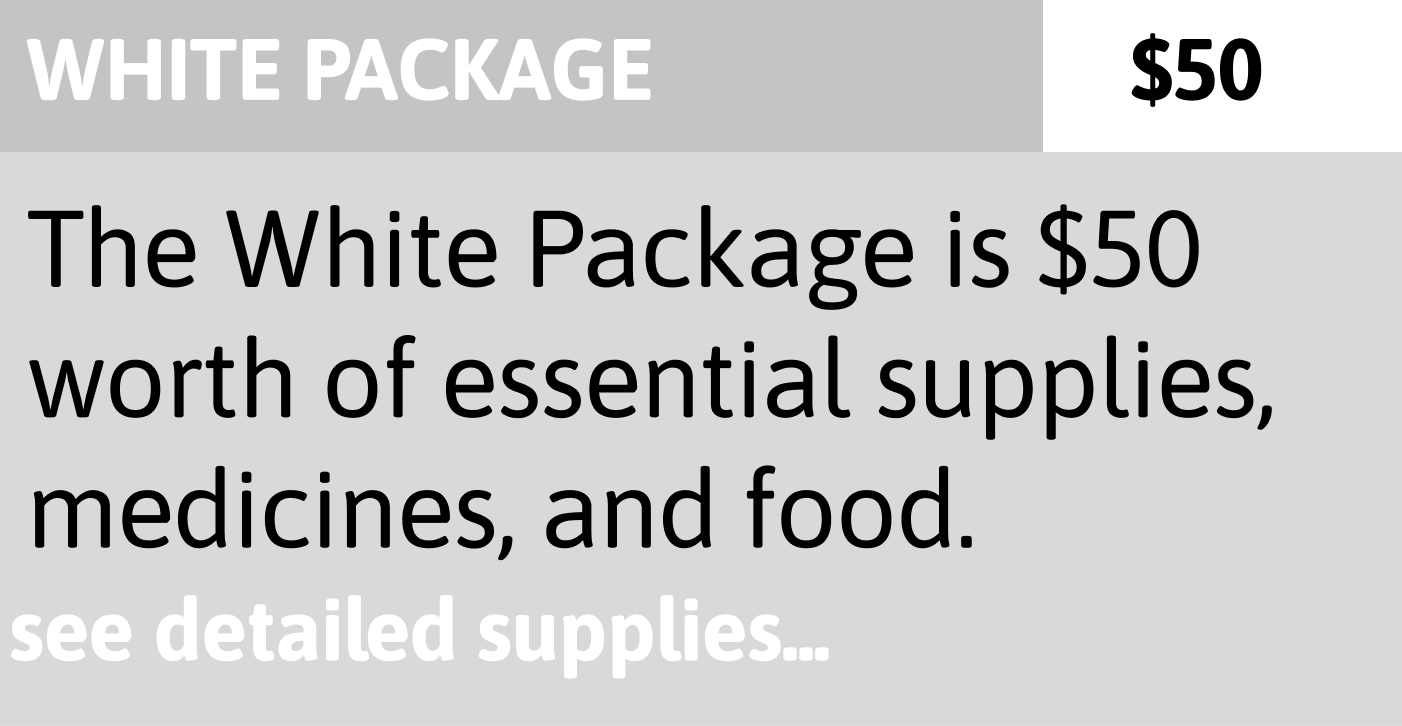 WHITE PACKAGE
$50
The White Package is $50
worth of essential supplies,
medicines, and food.
see detailed supplies...